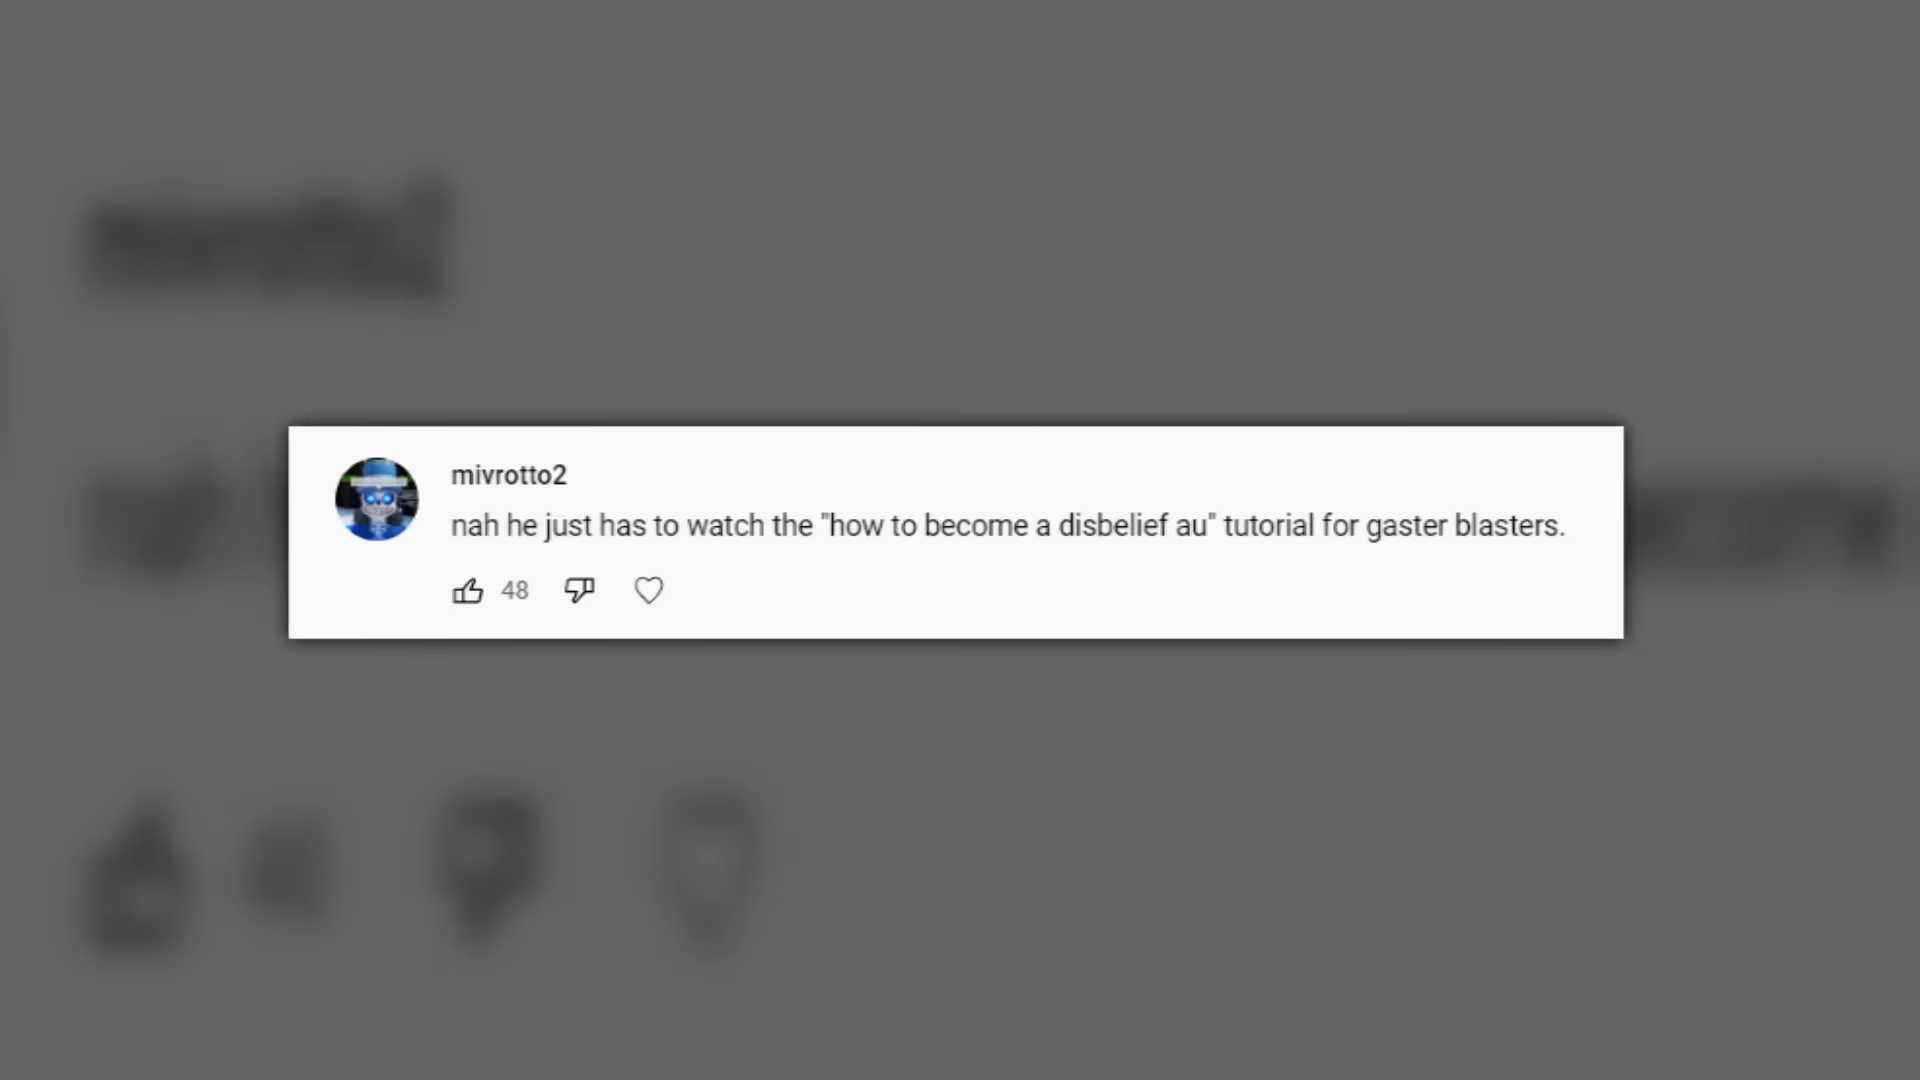 mivrotto2
nah he just has to watch the "how to become a disbelief au" tutorial for gaster blasters.
48